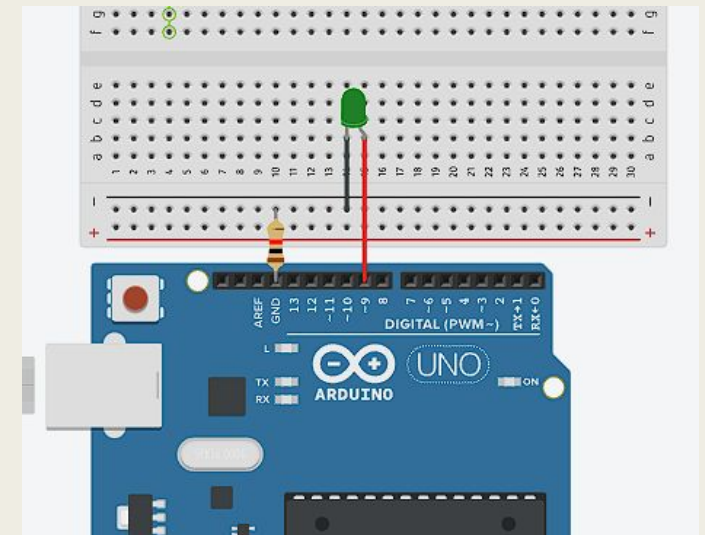 g g
f f
e e
d d
c c
b b
a a
1 2 3 4 5 6 7 8 9 10 11 12 13 15 16 17 18 19 20 21 22 23 24 25 26 27 28 29 30
− −
+ +
AREF GND 13 12 ~11 ~10 ~9 8 7 ~6 ~5 4 ~3 2 TX→1 RX←0
DIGITAL (PWM~)
L
TX
RX
ARDUINO
UNO
ON